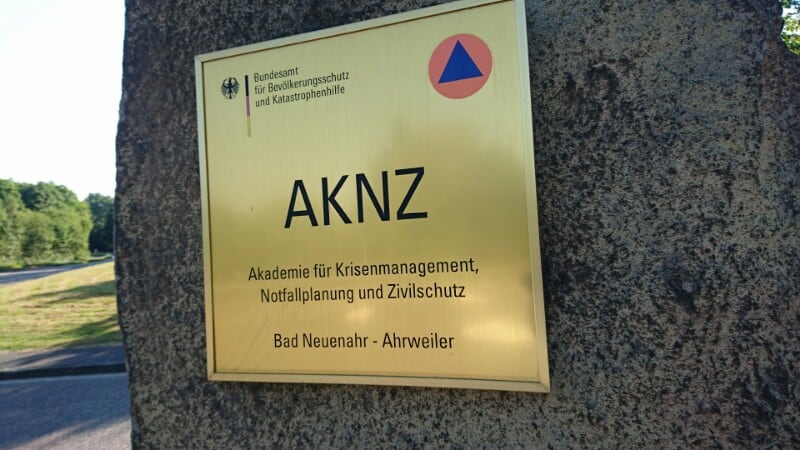 Bundesamt
für Bevölkerungsschutz
und Katastrophenhilfe
AKNZ
Akademie für Krisenmanagement,
Notfallplanung und Zivilschutz
Bad Neuenahr - Ahrweiler